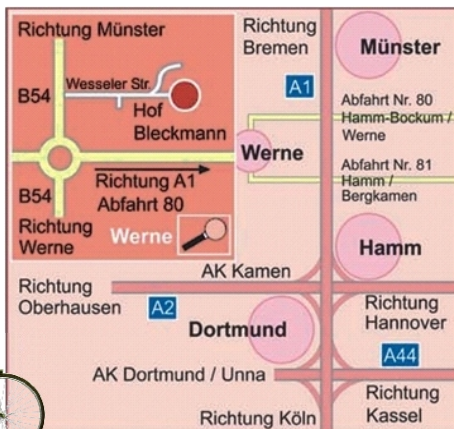 Richtung Münster
B54
Wesseler Str.
Hof
Bleckmann
Richtung A1
Abfahrt 80
B54
Richtung
Werne
Werne
Richtung
Bremen
A1
Münster
Abfahrt Nr. 80
Hamm-Bockum /
Werne
Werne
Abfahrt Nr. 81
Hamm /
Bergkamen
Hamm
AK Kamen
Richtung
Oberhausen
A2
Richtung
Hannover
Dortmund
A44
AK Dortmund / Unna
Richtung Köln
Richtung
Kassel